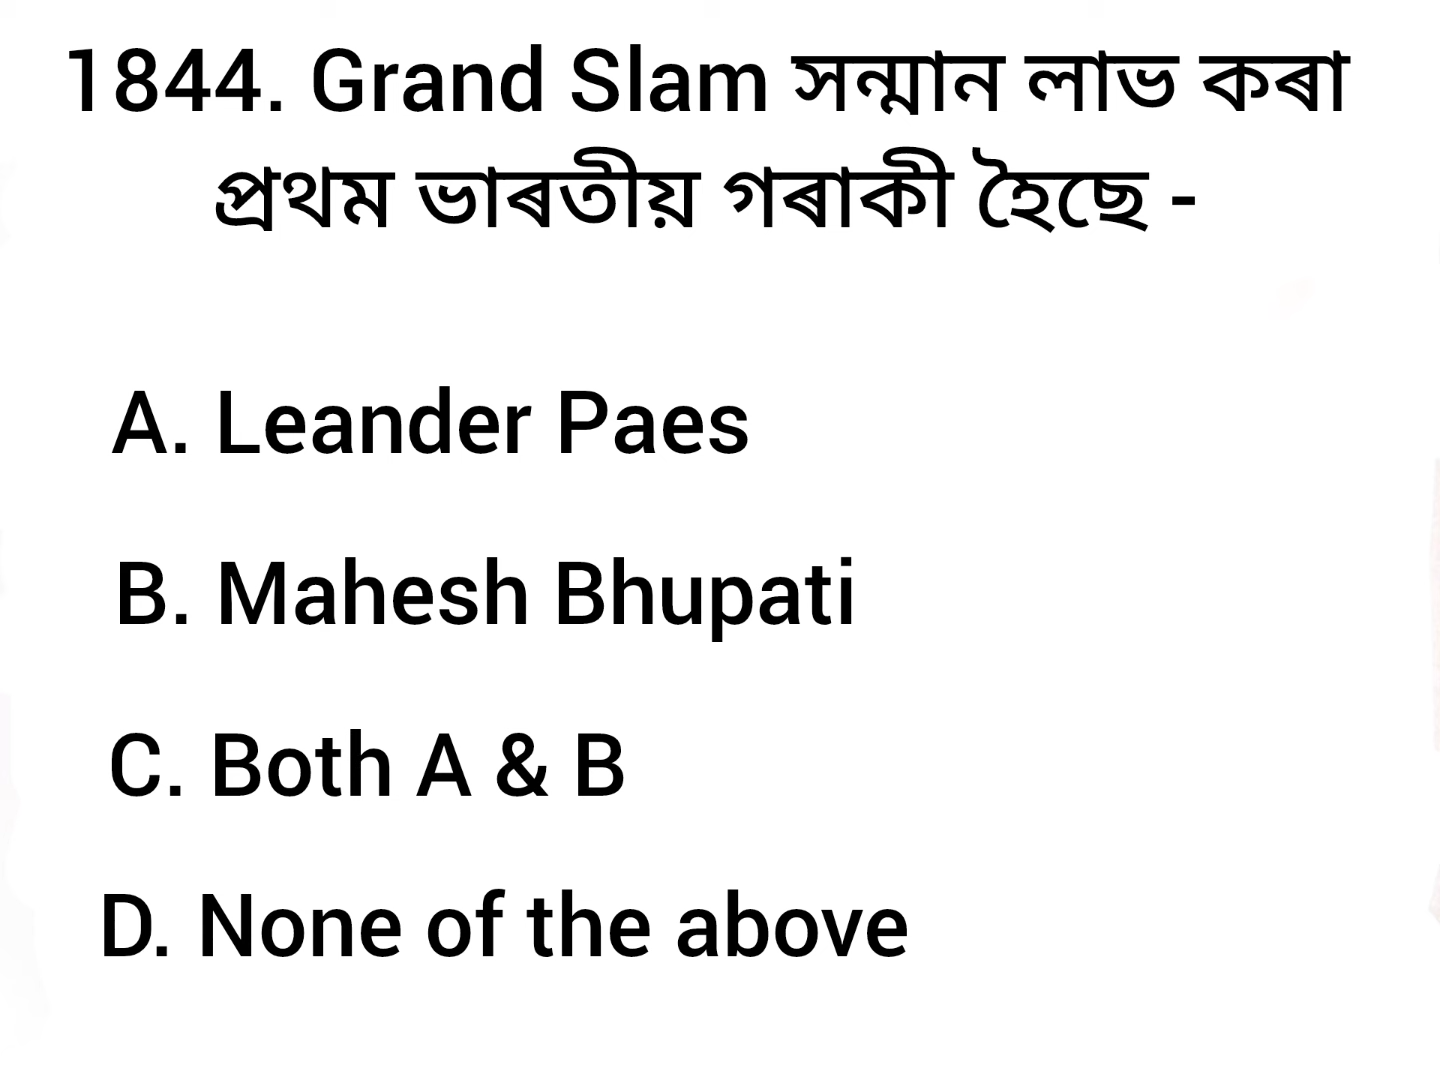 1844. Grand Slam সন্মান লাভ কৰা
প্ৰথম ভাৰতীয় গৰাকী হৈছে -
A. Leander Paes
B. Mahesh Bhupati
C. Both A & B
D. None of the above